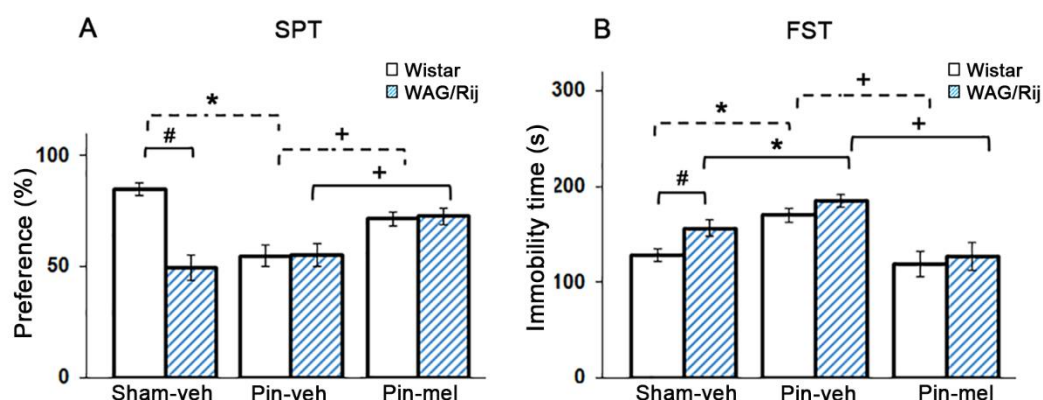 A
SPT
Wistar
WAG/Rij
*
#
+
+
Preference (%)
100
50
0
Sham-veh
Pin-veh
Pin-mel
B
FST
Wistar
WAG/Rij
+
*
+
*
#
Immobility time (s)
300
200
100
0
Sham-veh
Pin-veh
Pin-mel